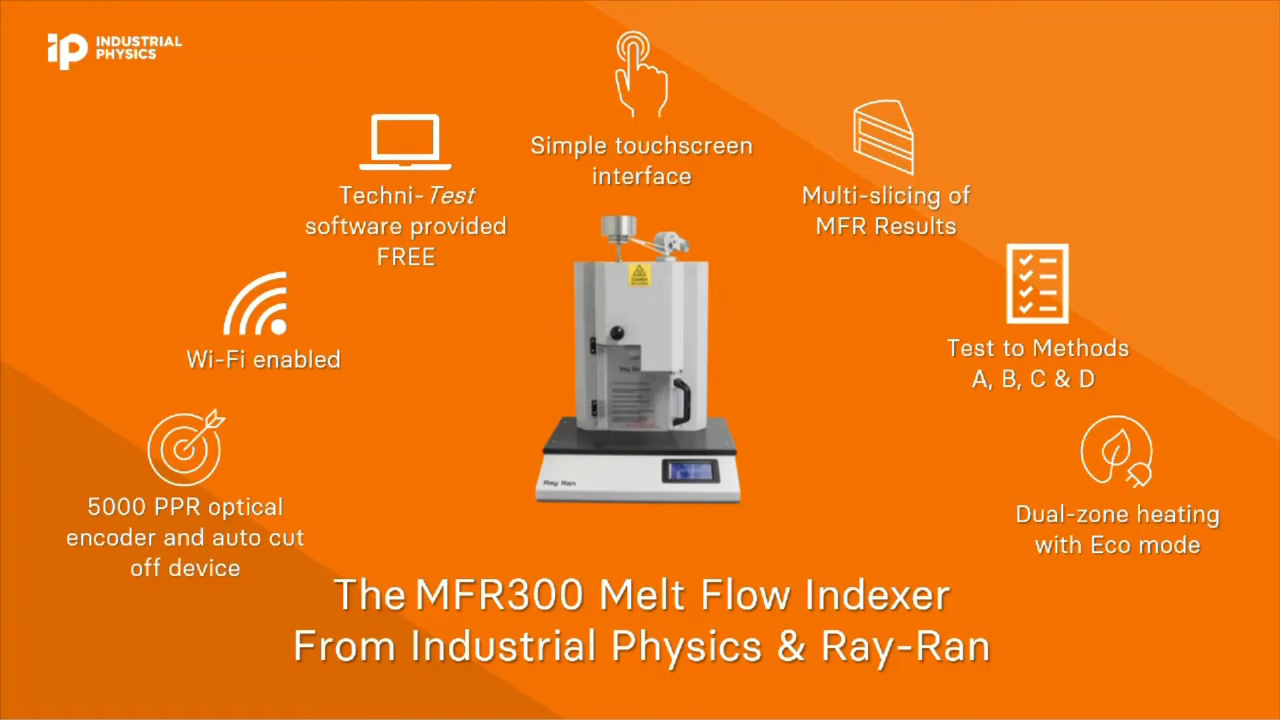 INDUSTRIAL
PHYSICS
Simple touchscreen
interface
Techni-Test
software provided
FREE
Multi-slicing of
MFR Results
Wi-Fi enabled
Test to Methods
A, B, C & D
5000 PPR optical
encoder and auto cut
off device
Dual-zone heating
with Eco mode
Ray Ran
The MFR300 Melt Flow Indexer
From Industrial Physics & Ray-Ran